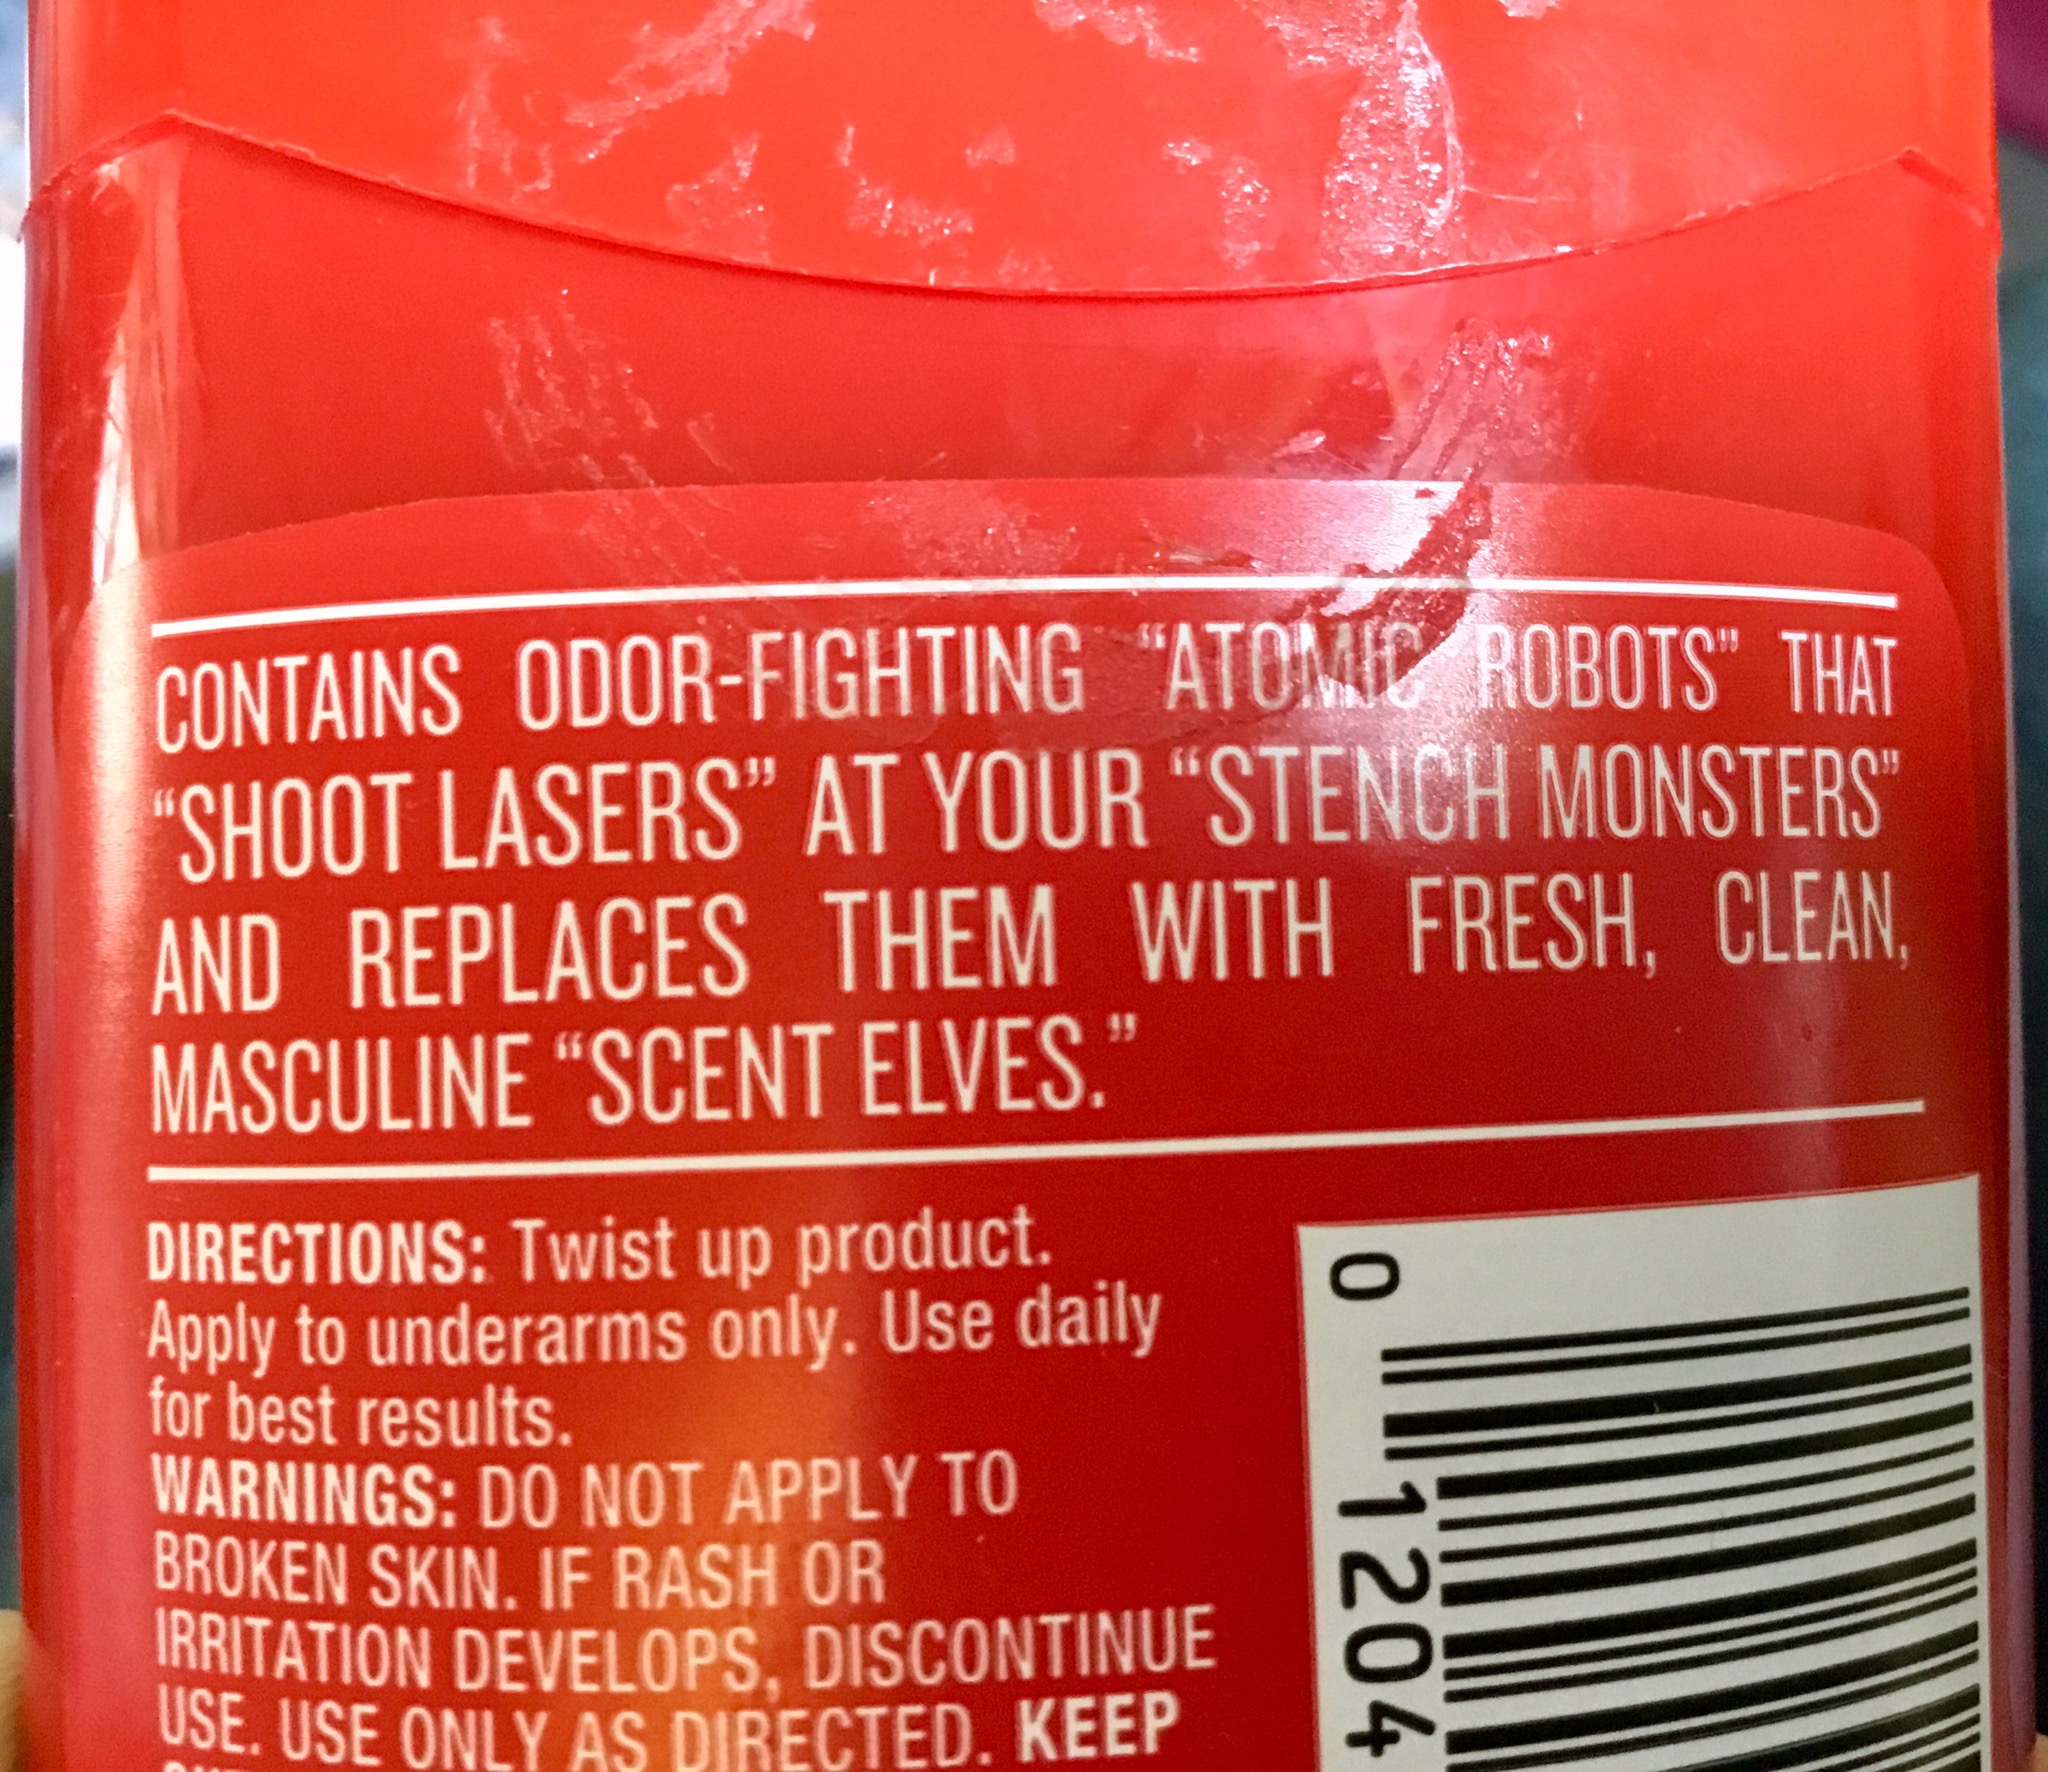 CONTAINS ODOR-FIGHTING “ATOMIC ROBOTS” THAT
“SHOOT LASERS” AT YOUR “STENCH MONSTERS”
AND REPLACES THEM WITH FRESH, CLEAN,
MASCULINE “SCENT ELVES.”
DIRECTIONS: Twist up product.
Apply to underarms only. Use daily
for best results.
WARNINGS: DO NOT APPLY TO
BROKEN SKIN. IF RASH OR
IRRITATION DEVELOPS, DISCONTINUE
USE. USE ONLY AS DIRECTED. KEEP
0 1204